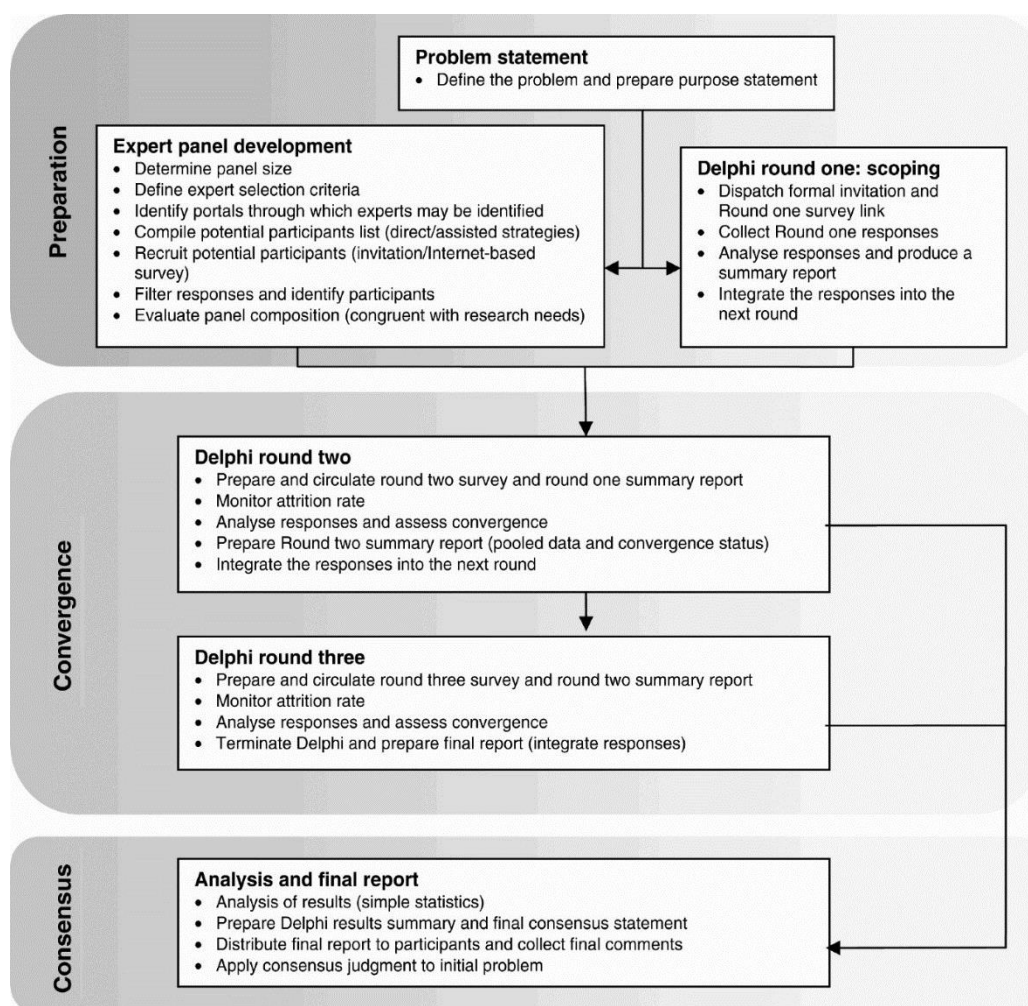 Preparation
Problem statement
• Define the problem and prepare purpose statement
Expert panel development
• Determine panel size
• Define expert selection criteria
• Identify portals through which experts may be identified
• Compile potential participants list (direct/assisted strategies)
• Recruit potential participants (invitation/Internet-based
survey)
• Filter responses and identify participants
• Evaluate panel composition (congruent with research needs)
Delphi round one: scoping
• Dispatch formal invitation and
Round one survey link
• Collect Round one responses
• Analyse responses and produce a
summary report
• Integrate the responses into the
next round
Convergence
Delphi round two
• Prepare and circulate round two survey and round one summary report
• Monitor attrition rate
• Analyse responses and assess convergence
• Prepare Round two summary report (pooled data and convergence status)
• Integrate the responses into the next round
Delphi round three
• Prepare and circulate round three survey and round two summary report
• Monitor attrition rate
• Analyse responses and assess convergence
• Terminate Delphi and prepare final report (integrate responses)
Consensus
Analysis and final report
• Analysis of results (simple statistics)
• Prepare Delphi results summary and final consensus statement
• Distribute final report to participants and collect final comments
• Apply consensus judgment to initial problem